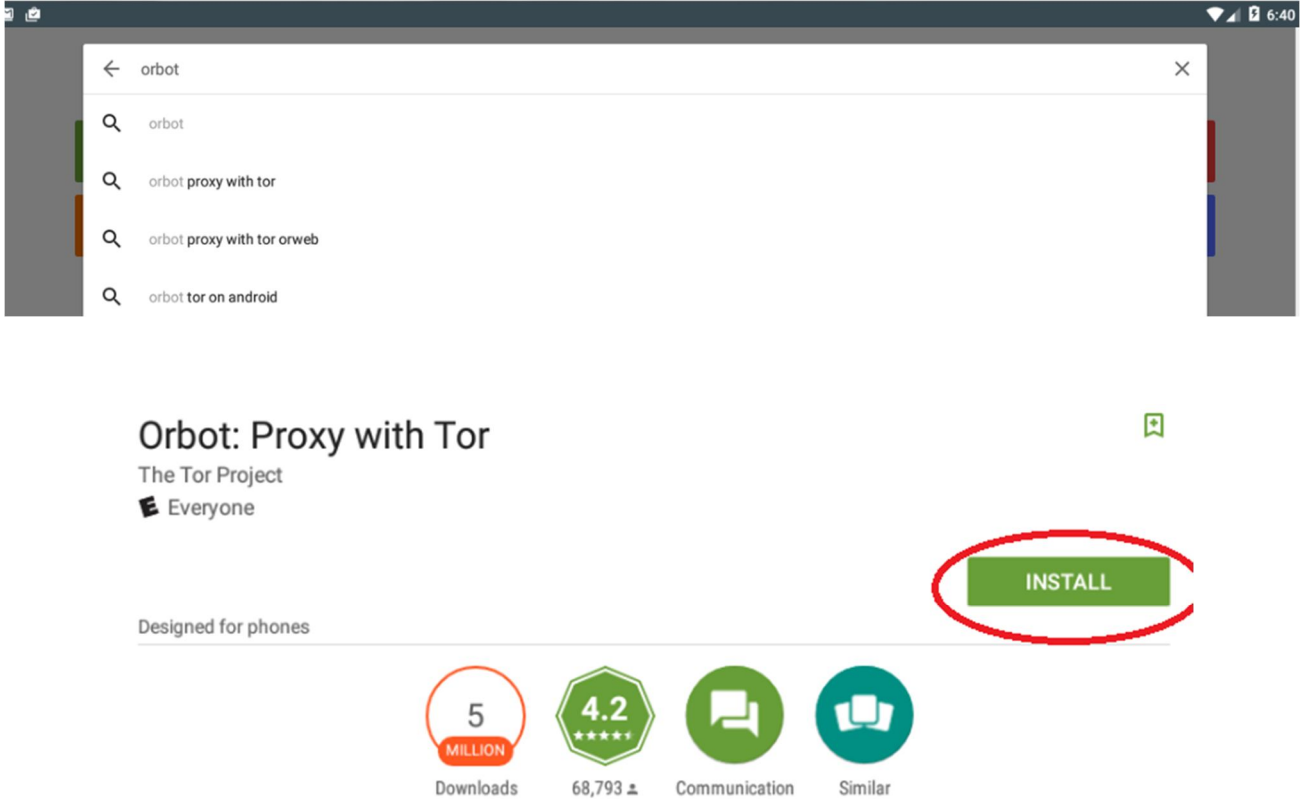 6:40
orbot
orbot
orbot proxy with tor
orbot proxy with tor orweb
orbot tor on android
Orbot: Proxy with Tor
The Tor Project
E Everyone
INSTALL
Designed for phones
5
MILLION
Downloads
4.2
68,793
Communication
Similar